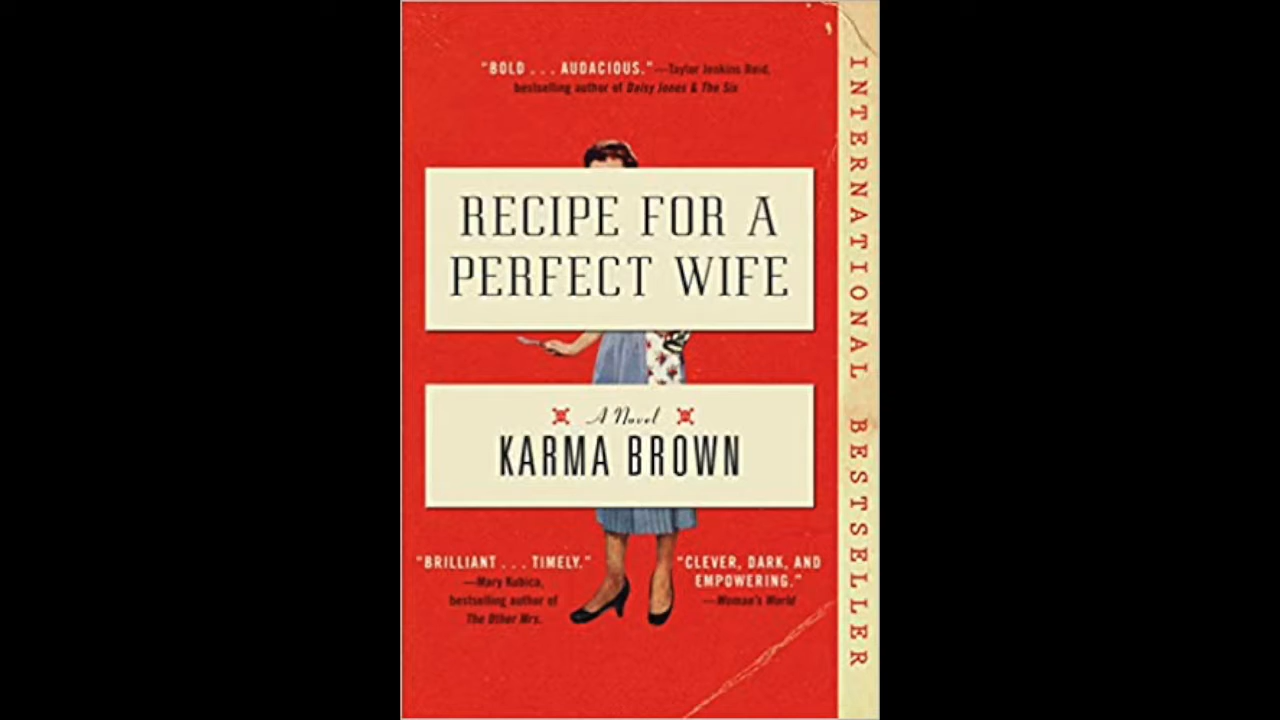 "BOLD . . . AUDACIOUS."—Taylor Jenkins Reid,
bestselling author of Daisy Jones & The Six
RECIPE FOR A
PERFECT WIFE
A Novel
KARMA BROWN
"BRILLIANT . . . TIMELY."
—Mary Kubica,
bestselling author of
The Other Mrs.
"CLEVER, DARK, AND
EMPOWERING."
—Woman's World
INTERNATIONAL BESTSELLER